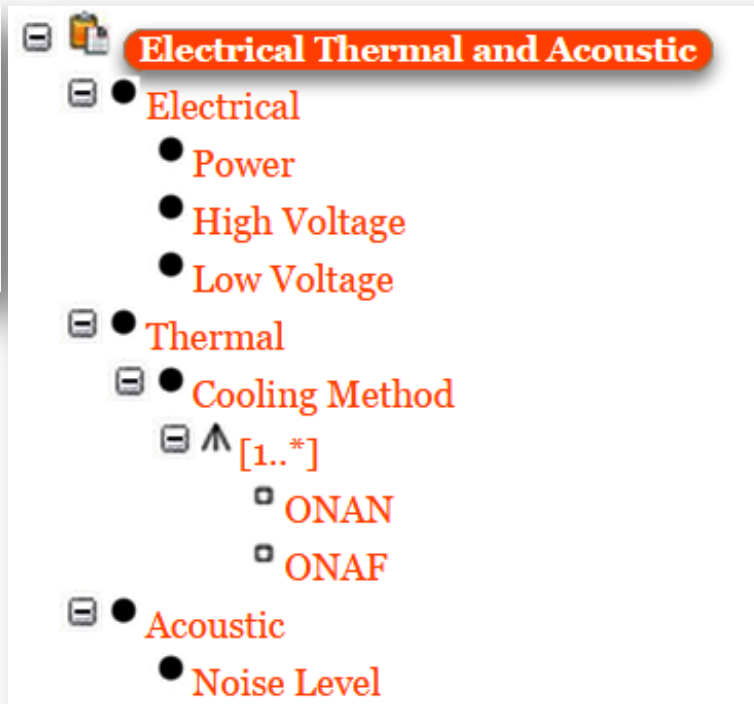 Electrical Thermal and Acoustic
Electrical
Power
High Voltage
Low Voltage
Thermal
Cooling Method
[1..*]
ONAN
ONAF
Acoustic
Noise Level